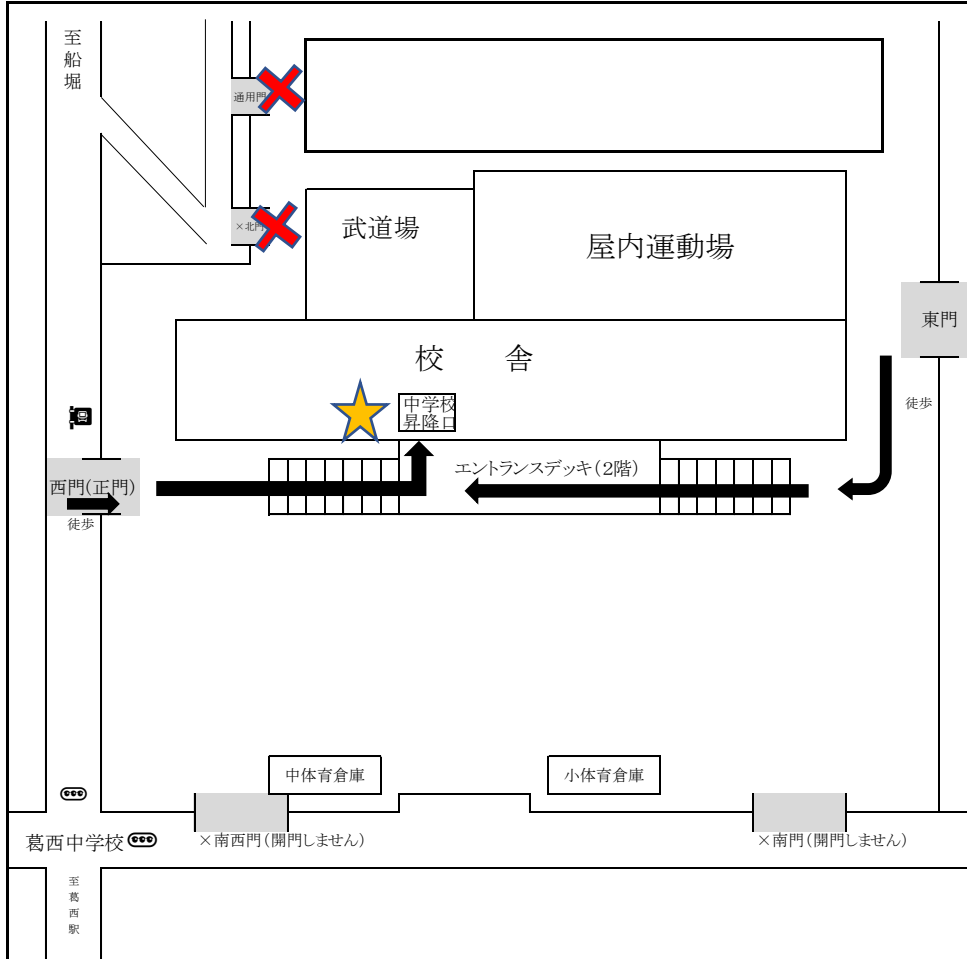 至船堀
通用門
×北門
武道場
屋内運動場
東門
校　　舎
中学校
昇降口
徒歩
エントランスデッキ(2階)
西門(正門)
徒歩
中体育倉庫
小体育倉庫
葛西中学校
×南西門(開門しません)
×南門(開門しません)
至葛西駅